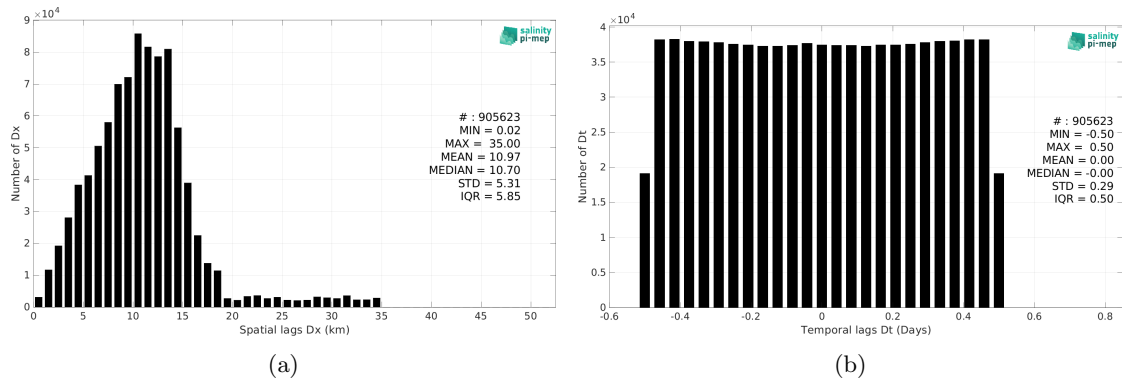 ×10⁴
9
8
7
6
5
4
3
2
1
0
Number of Dx
salinity
pi-mep
# : 905623
MIN = 0.02
MAX = 35.00
MEAN = 10.97
MEDIAN = 10.70
STD = 5.31
IQR = 5.85
0 5 10 15 20 25 30 35 40 45 50
Spatial lags Dx (km)
(a)
×10⁴
4
3.5
3
2.5
2
1.5
1
0.5
0
Number of Dt
salinity
pi-mep
# : 905623
MIN = -0.50
MAX = 0.50
MEAN = 0.00
MEDIAN = -0.00
STD = 0.29
IQR = 0.50
-0.6 -0.4 -0.2 0 0.2 0.4 0.6 0.8
Temporal lags Dt (Days)
(b)